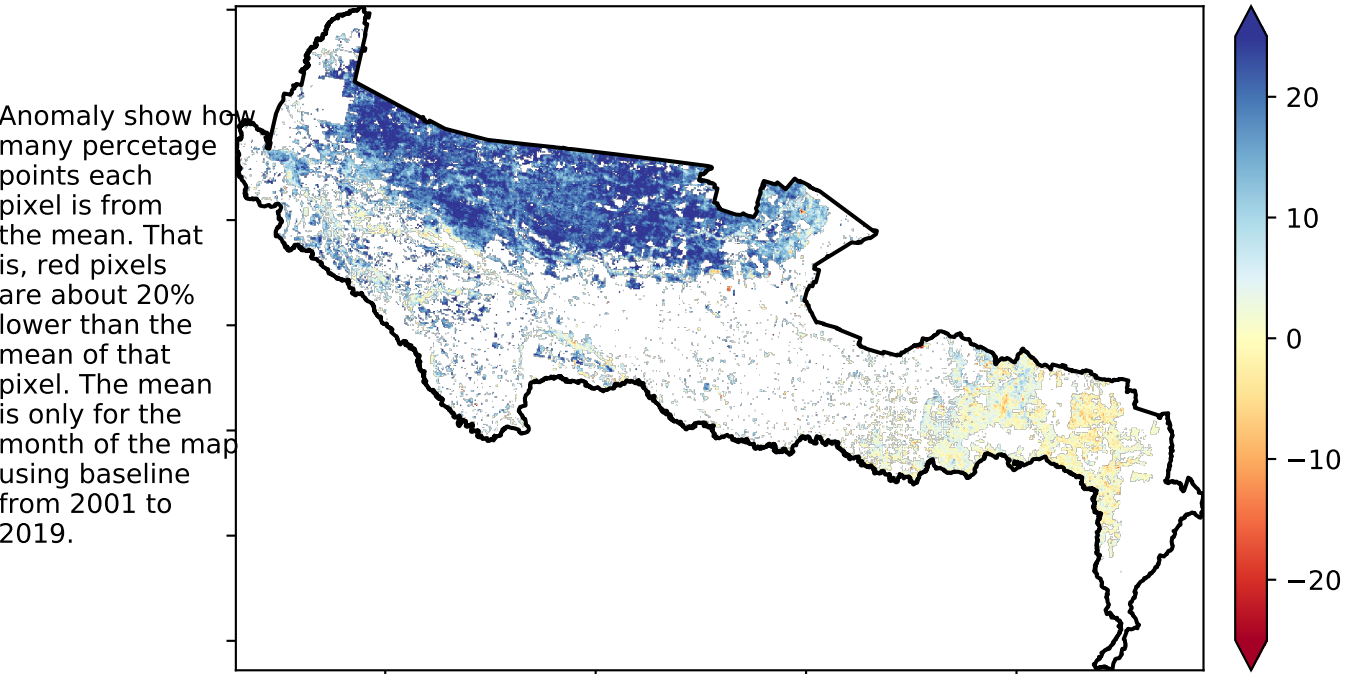 Anomaly show how
many percetage
points each
pixel is from
the mean. That
is, red pixels
are about 20%
lower than the
mean of that
pixel. The mean
is only for the
month of the map
using baseline
from 2001 to
2019.
20
10
0
−10
−20